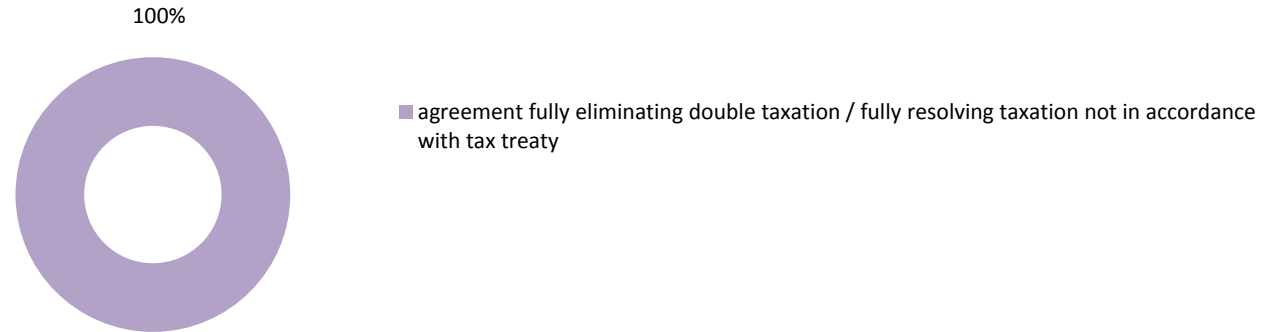 100%
agreement fully eliminating double taxation / fully resolving taxation not in accordance
with tax treaty